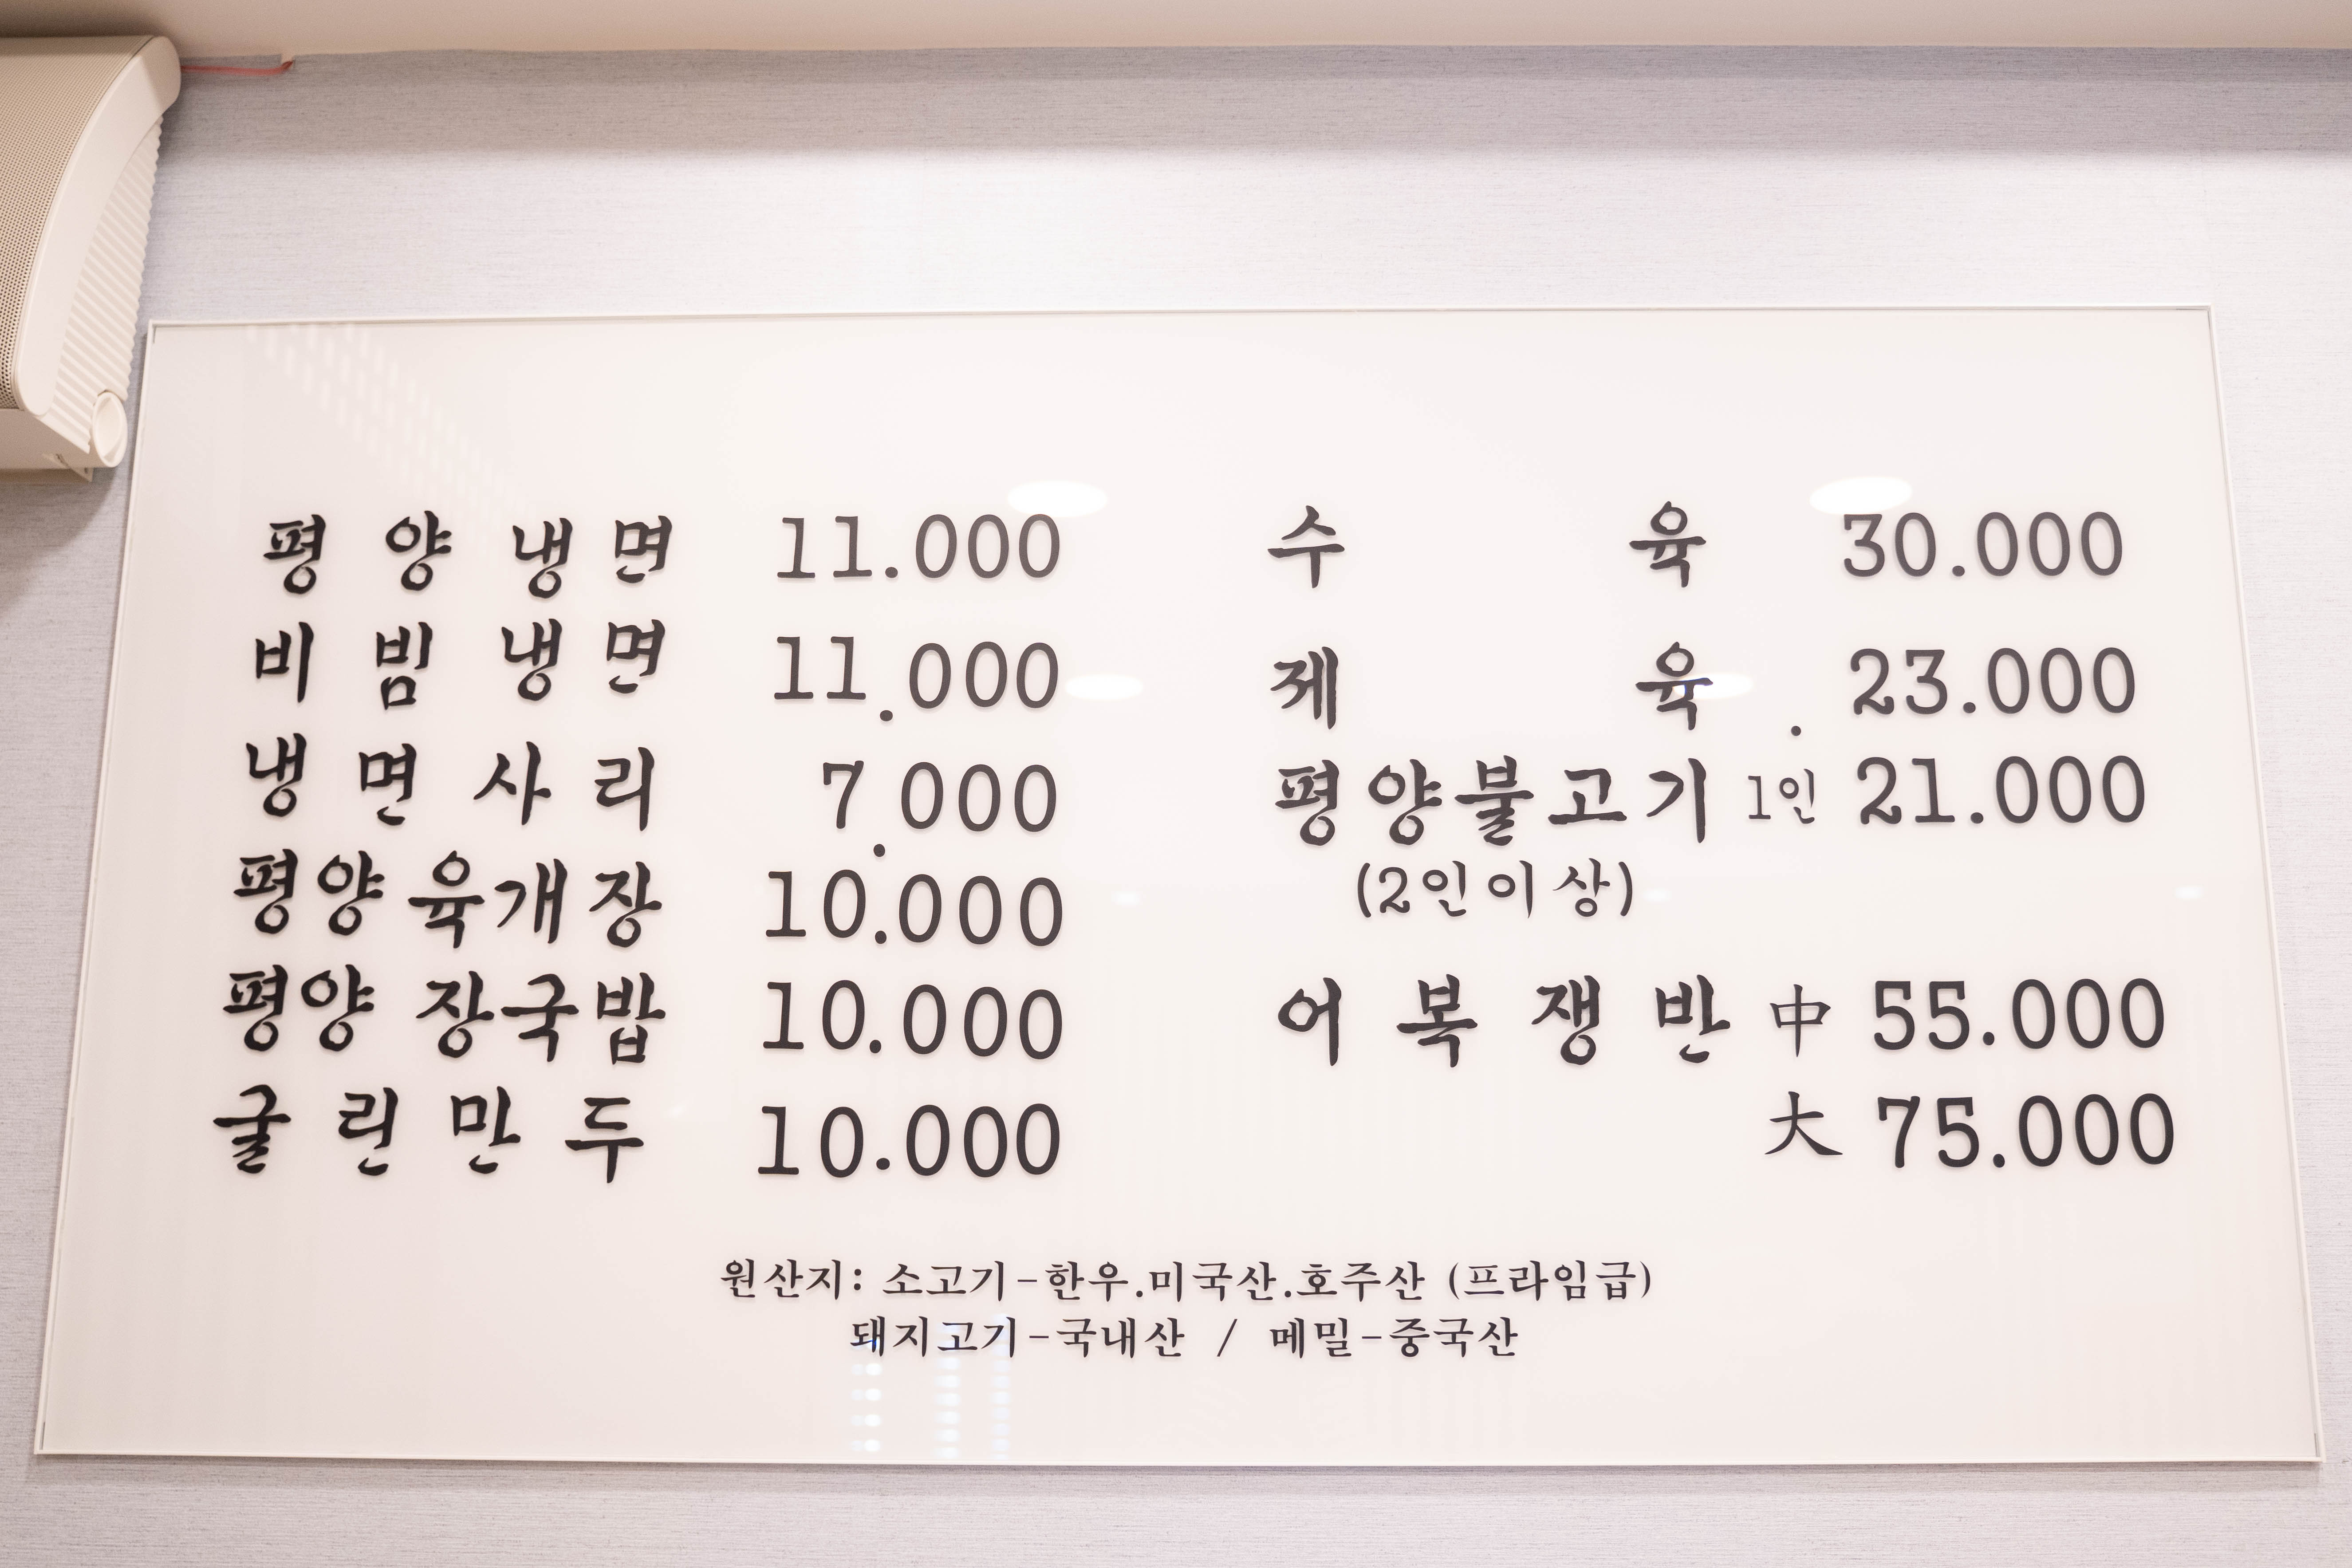 평양냉면 11.000
비빔냉면 11.000
냉면사리 7.000
평양육개장 10.000
평양 장국밥 10.000
굴린만두 10.000
수육 30.000
제육 23.000
평양불고기 1인 21.000
(2인이상)
어복쟁반 中 55.000
大 75.000
원산지: 소고기-한우.미국산.호주산 (프라임급)
돼지고기-국내산 / 메밀-중국산